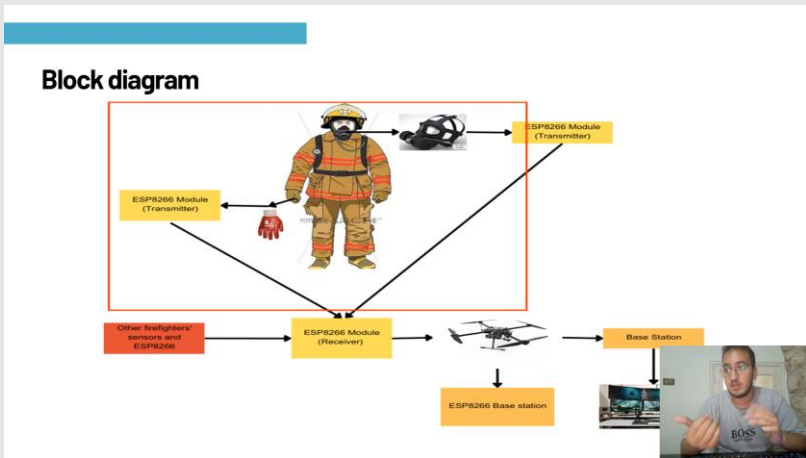 Block diagram
ESP8266 Module
(Transmitter)
ESP8266 Module
(Transmitter)
Other firefighters'
sensors and
ESP8266
ESP8266 Module
(Receiver)
Base Station
ESP8266 Base station
BOSS